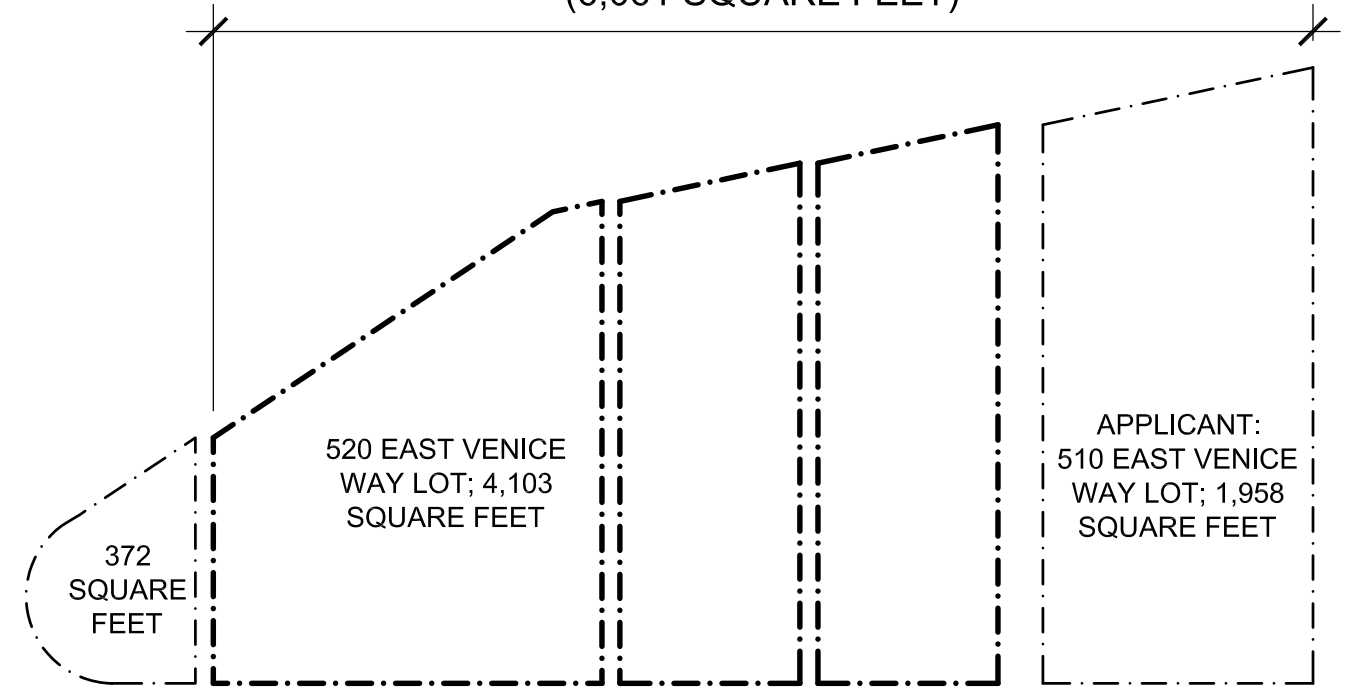 520 EAST VENICE
WAY LOT; 4,103
SQUARE FEET
APPLICANT:
510 EAST VENICE
WAY LOT; 1,958
SQUARE FEET
372
SQUARE
FEET